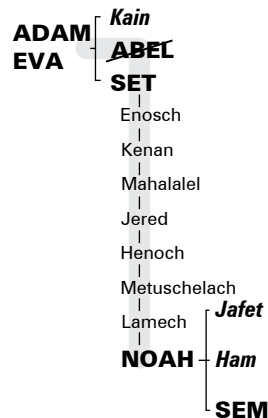 Kain
ADAM
ABEL
EVA
SET
Enosch
Kenan
Mahalalel
Jered
Henoch
Metuschelach
Jafet
Lamech
NOAH
Ham
SEM